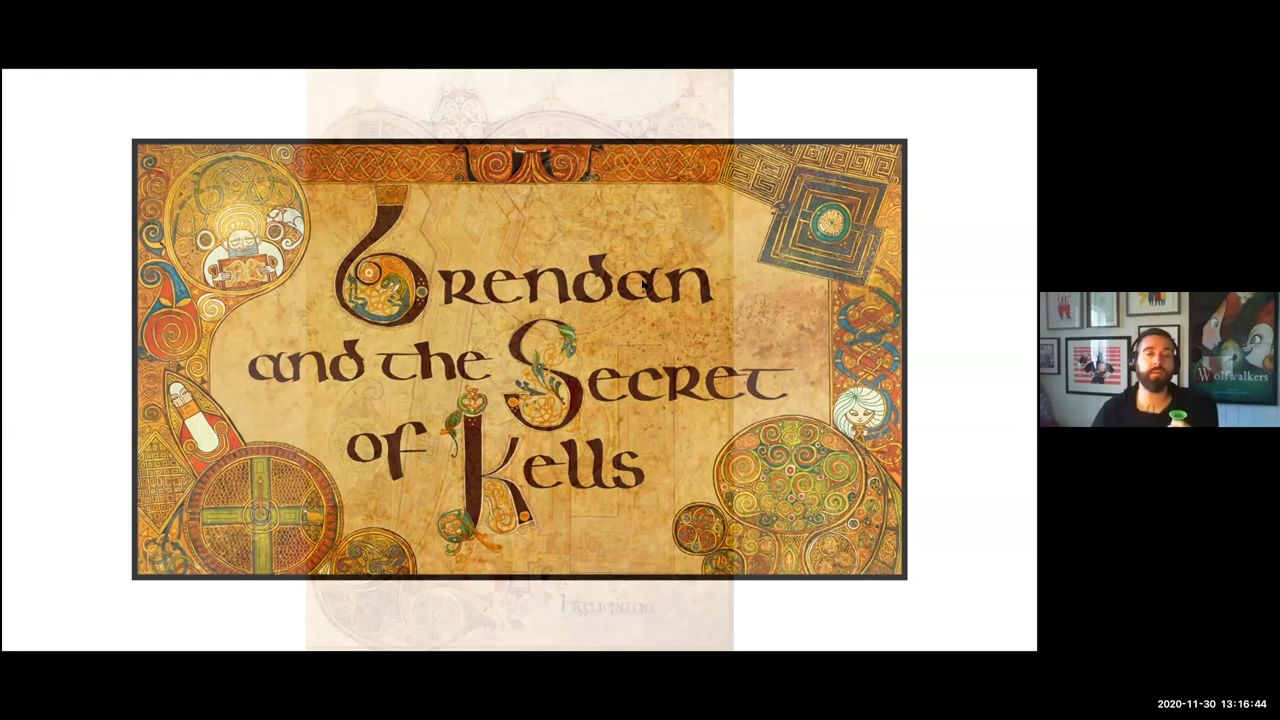 Brendan
and the Secret
of Kells
Wolfwalkers
2020-11-30 13:16:44